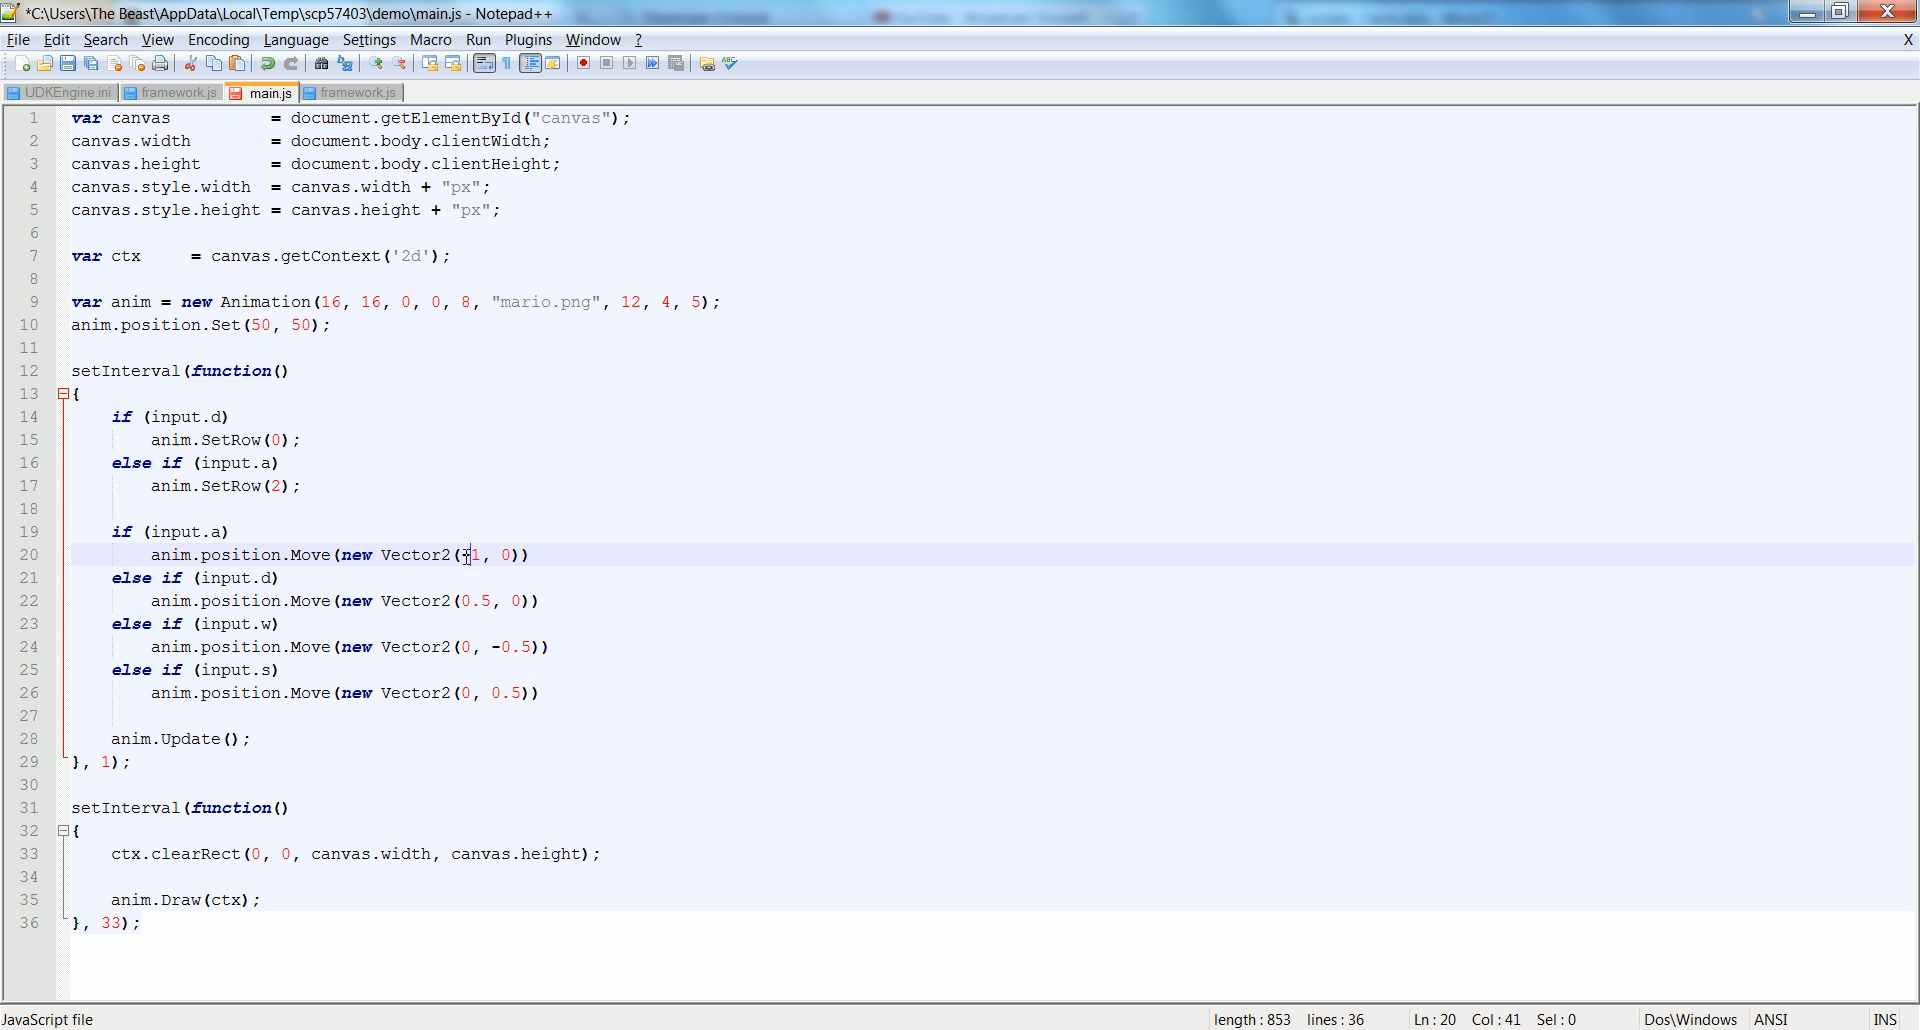 *C:\Users\The Beast\AppData\Local\Temp\scp57403\demo\main.js - Notepad++
File Edit Search View Encoding Language Settings Macro Run Plugins Window ? X
UDKEngine.ini framework.js main.js framework.js
1 var canvas          = document.getElementById("canvas");
2 canvas.width        = document.body.clientWidth;
3 canvas.height       = document.body.clientHeight;
4 canvas.style.width  = canvas.width + "px";
5 canvas.style.height = canvas.height + "px";
6
7 var ctx     = canvas.getContext('2d');
8
9 var anim = new Animation(16, 16, 0, 0, 8, "mario.png", 12, 4, 5);
10 anim.position.Set(50, 50);
11
12 setInterval(function()
13 {
14     if (input.d)
15         anim.SetRow(0);
16     else if (input.a)
17         anim.SetRow(2);
18
19     if (input.a)
20         anim.position.Move(new Vector2(-1, 0))
21     else if (input.d)
22         anim.position.Move(new Vector2(0.5, 0))
23     else if (input.w)
24         anim.position.Move(new Vector2(0, -0.5))
25     else if (input.s)
26         anim.position.Move(new Vector2(0, 0.5))
27
28     anim.Update();
29 }, 1);
30
31 setInterval(function()
32 {
33     ctx.clearRect(0, 0, canvas.width, canvas.height);
34
35     anim.Draw(ctx);
36 }, 33);
JavaScript file length : 853 lines : 36 Ln : 20 Col : 41 Sel : 0 Dos\Windows ANSI INS